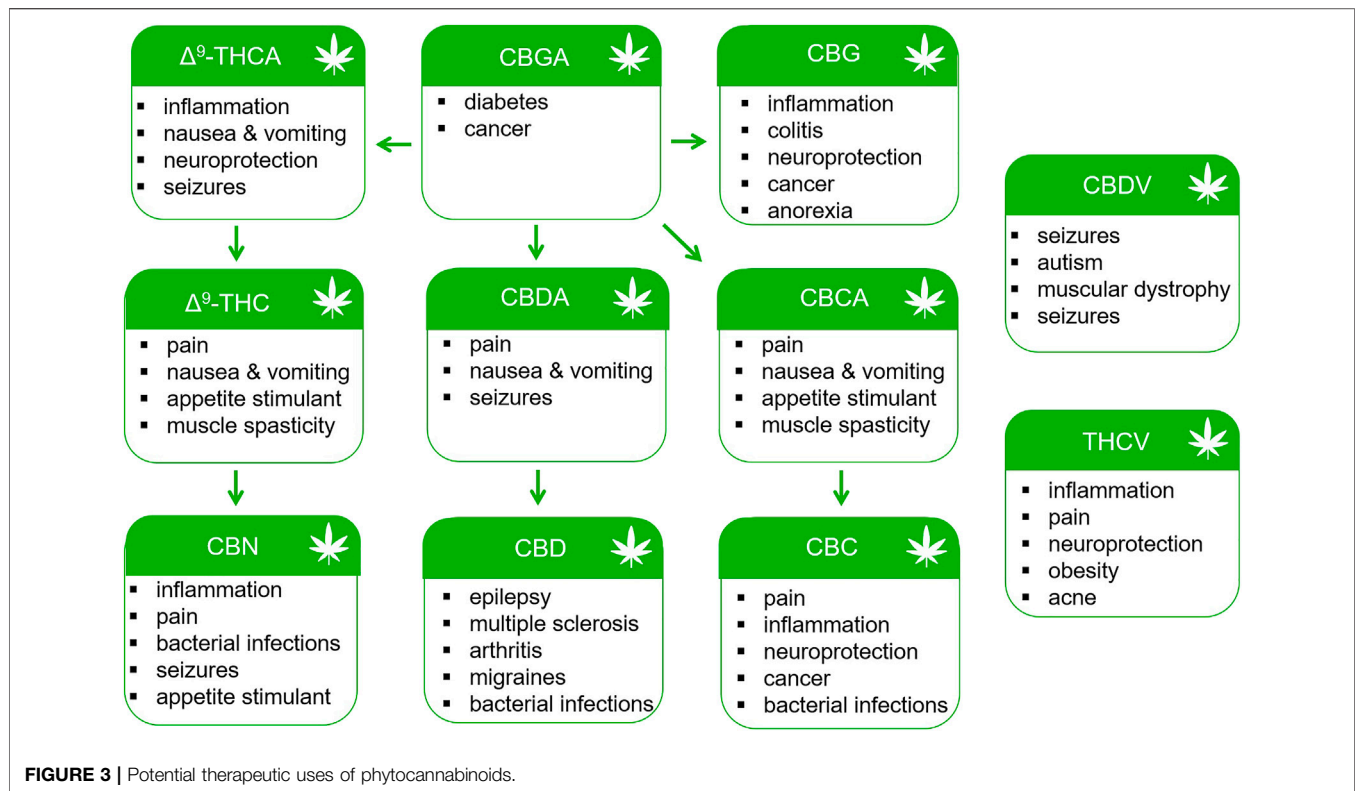 Δ⁹-THCA
▪ inflammation
▪ nausea & vomiting
▪ neuroprotection
▪ seizures
CBGA
▪ diabetes
▪ cancer
CBG
▪ inflammation
▪ colitis
▪ neuroprotection
▪ cancer
▪ anorexia
CBDV
▪ seizures
▪ autism
▪ muscular dystrophy
▪ seizures
Δ⁹-THC
▪ pain
▪ nausea & vomiting
▪ appetite stimulant
▪ muscle spasticity
CBDA
▪ pain
▪ nausea & vomiting
▪ seizures
CBCA
▪ pain
▪ nausea & vomiting
▪ appetite stimulant
▪ muscle spasticity
THCV
▪ inflammation
▪ pain
▪ neuroprotection
▪ obesity
▪ acne
CBN
▪ inflammation
▪ pain
▪ bacterial infections
▪ seizures
▪ appetite stimulant
CBD
▪ epilepsy
▪ multiple sclerosis
▪ arthritis
▪ migraines
▪ bacterial infections
CBC
▪ pain
▪ inflammation
▪ neuroprotection
▪ cancer
▪ bacterial infections
FIGURE 3 | Potential therapeutic uses of phytocannabinoids.